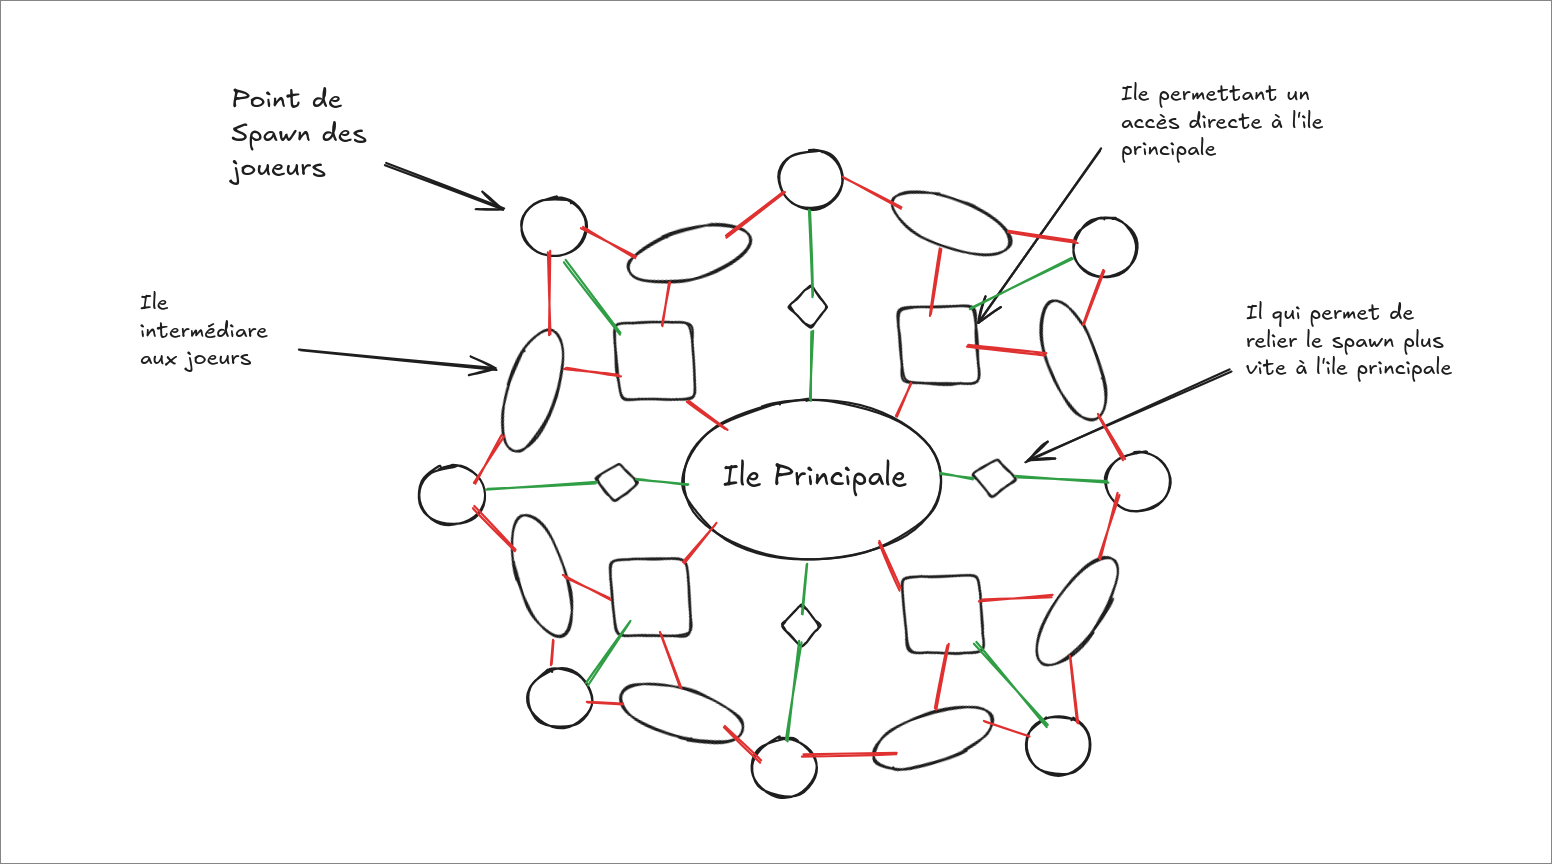 Point de
Spawn des
joueurs
Ile permettant un
accès directe à l'ile
principale
Ile
intermédiare
aux joeurs
Il qui permet de
relier le spawn plus
vite à l'ile principale
Ile Principale